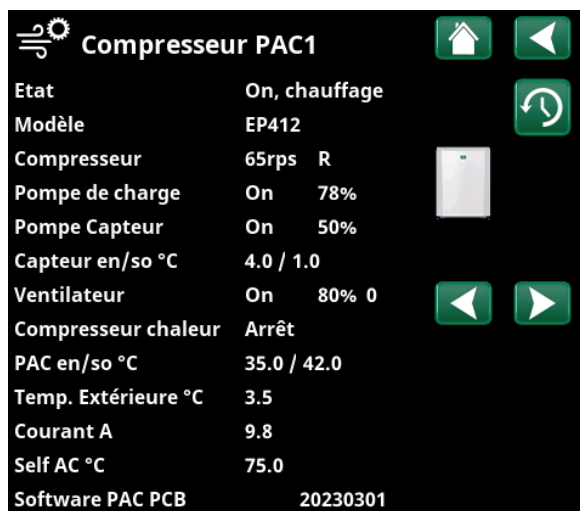 Compresseur PAC1
Etat On, chauffage
Modèle EP412
Compresseur 65rps R
Pompe de charge On 78%
Pompe Capteur On 50%
Capteur en/so °C 4.0 / 1.0
Ventilateur On 80% 0
Compresseur chaleur Arrêt
PAC en/so °C 35.0 / 42.0
Temp. Extérieure °C 3.5
Courant A 9.8
Self AC °C 75.0
Software PAC PCB 20230301